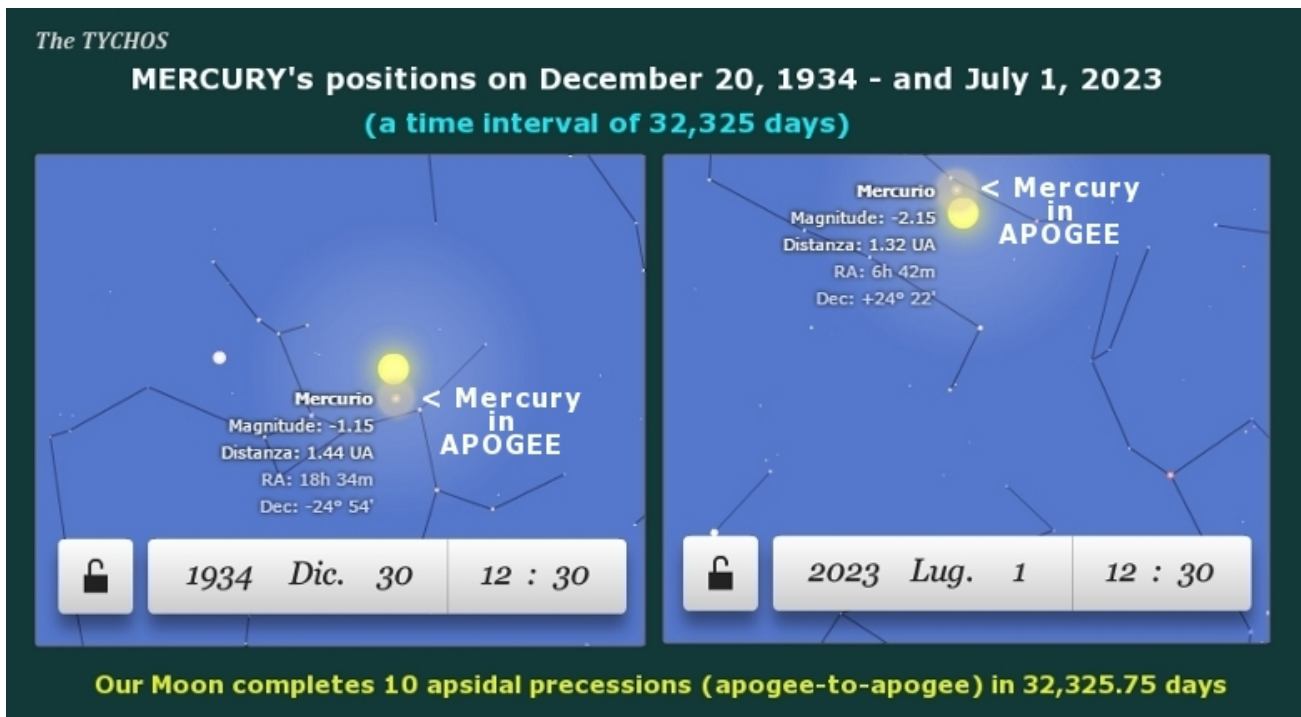 The TYCHOS
MERCURY's positions on December 20, 1934 - and July 1, 2023
(a time interval of 32,325 days)
Mercurio
Magnitude: -1.15
Distanza: 1.44 UA
RA: 18h 34m
Dec: -24° 54'
< Mercury
in
APOGEE
1934 Dic. 30 12 : 30
Mercurio
Magnitude: -2.15
Distanza: 1.32 UA
RA: 6h 42m
Dec: +24° 22'
< Mercury
in
APOGEE
2023 Lug. 1 12 : 30
Our Moon completes 10 apsidal precessions (apogee-to-apogee) in 32,325.75 days